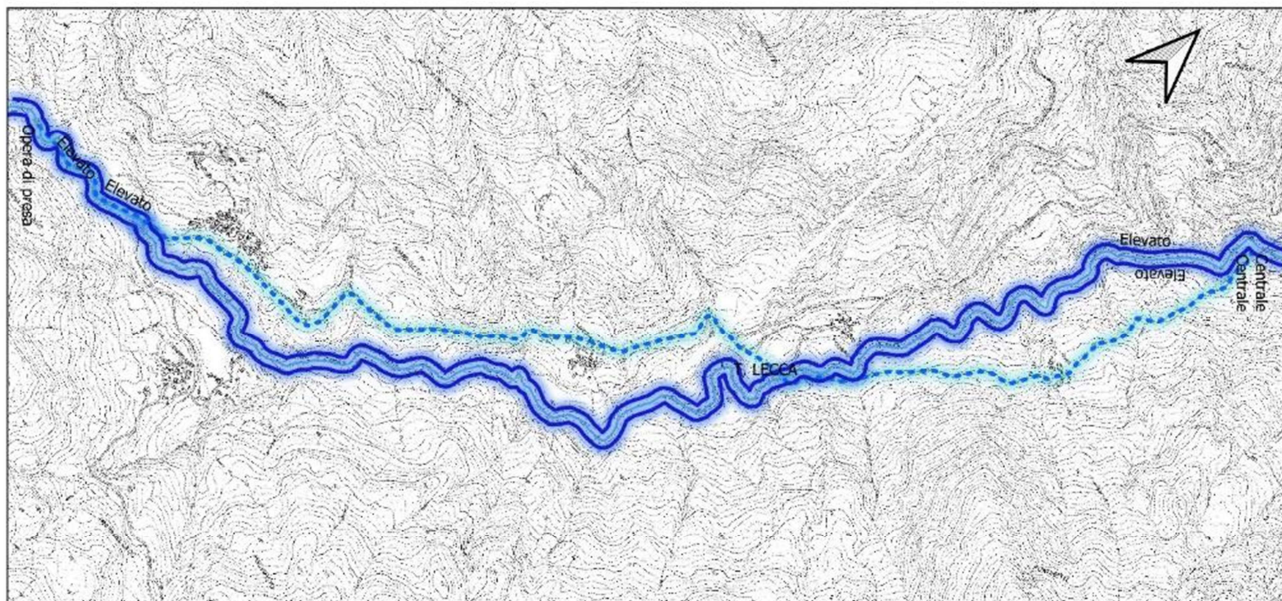 Opera di presa
Elevato
Elevato
T. LECCA
Elevato
Elevato
Centrale
Centrale